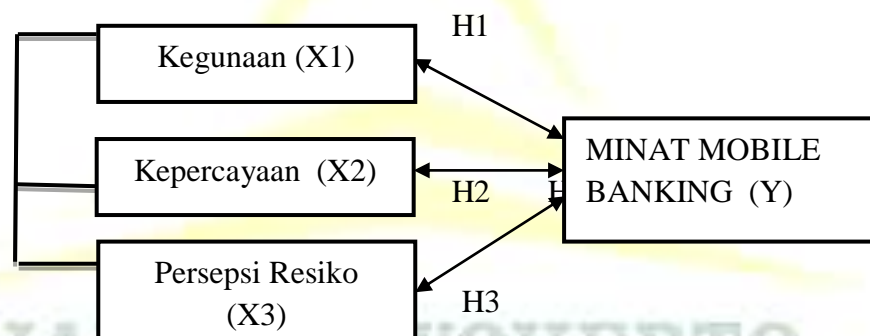 H1
Kegunaan (X1)
MINAT MOBILE
BANKING (Y)
Kepercayaan (X2)
H2
Persepsi Resiko
(X3)
H3